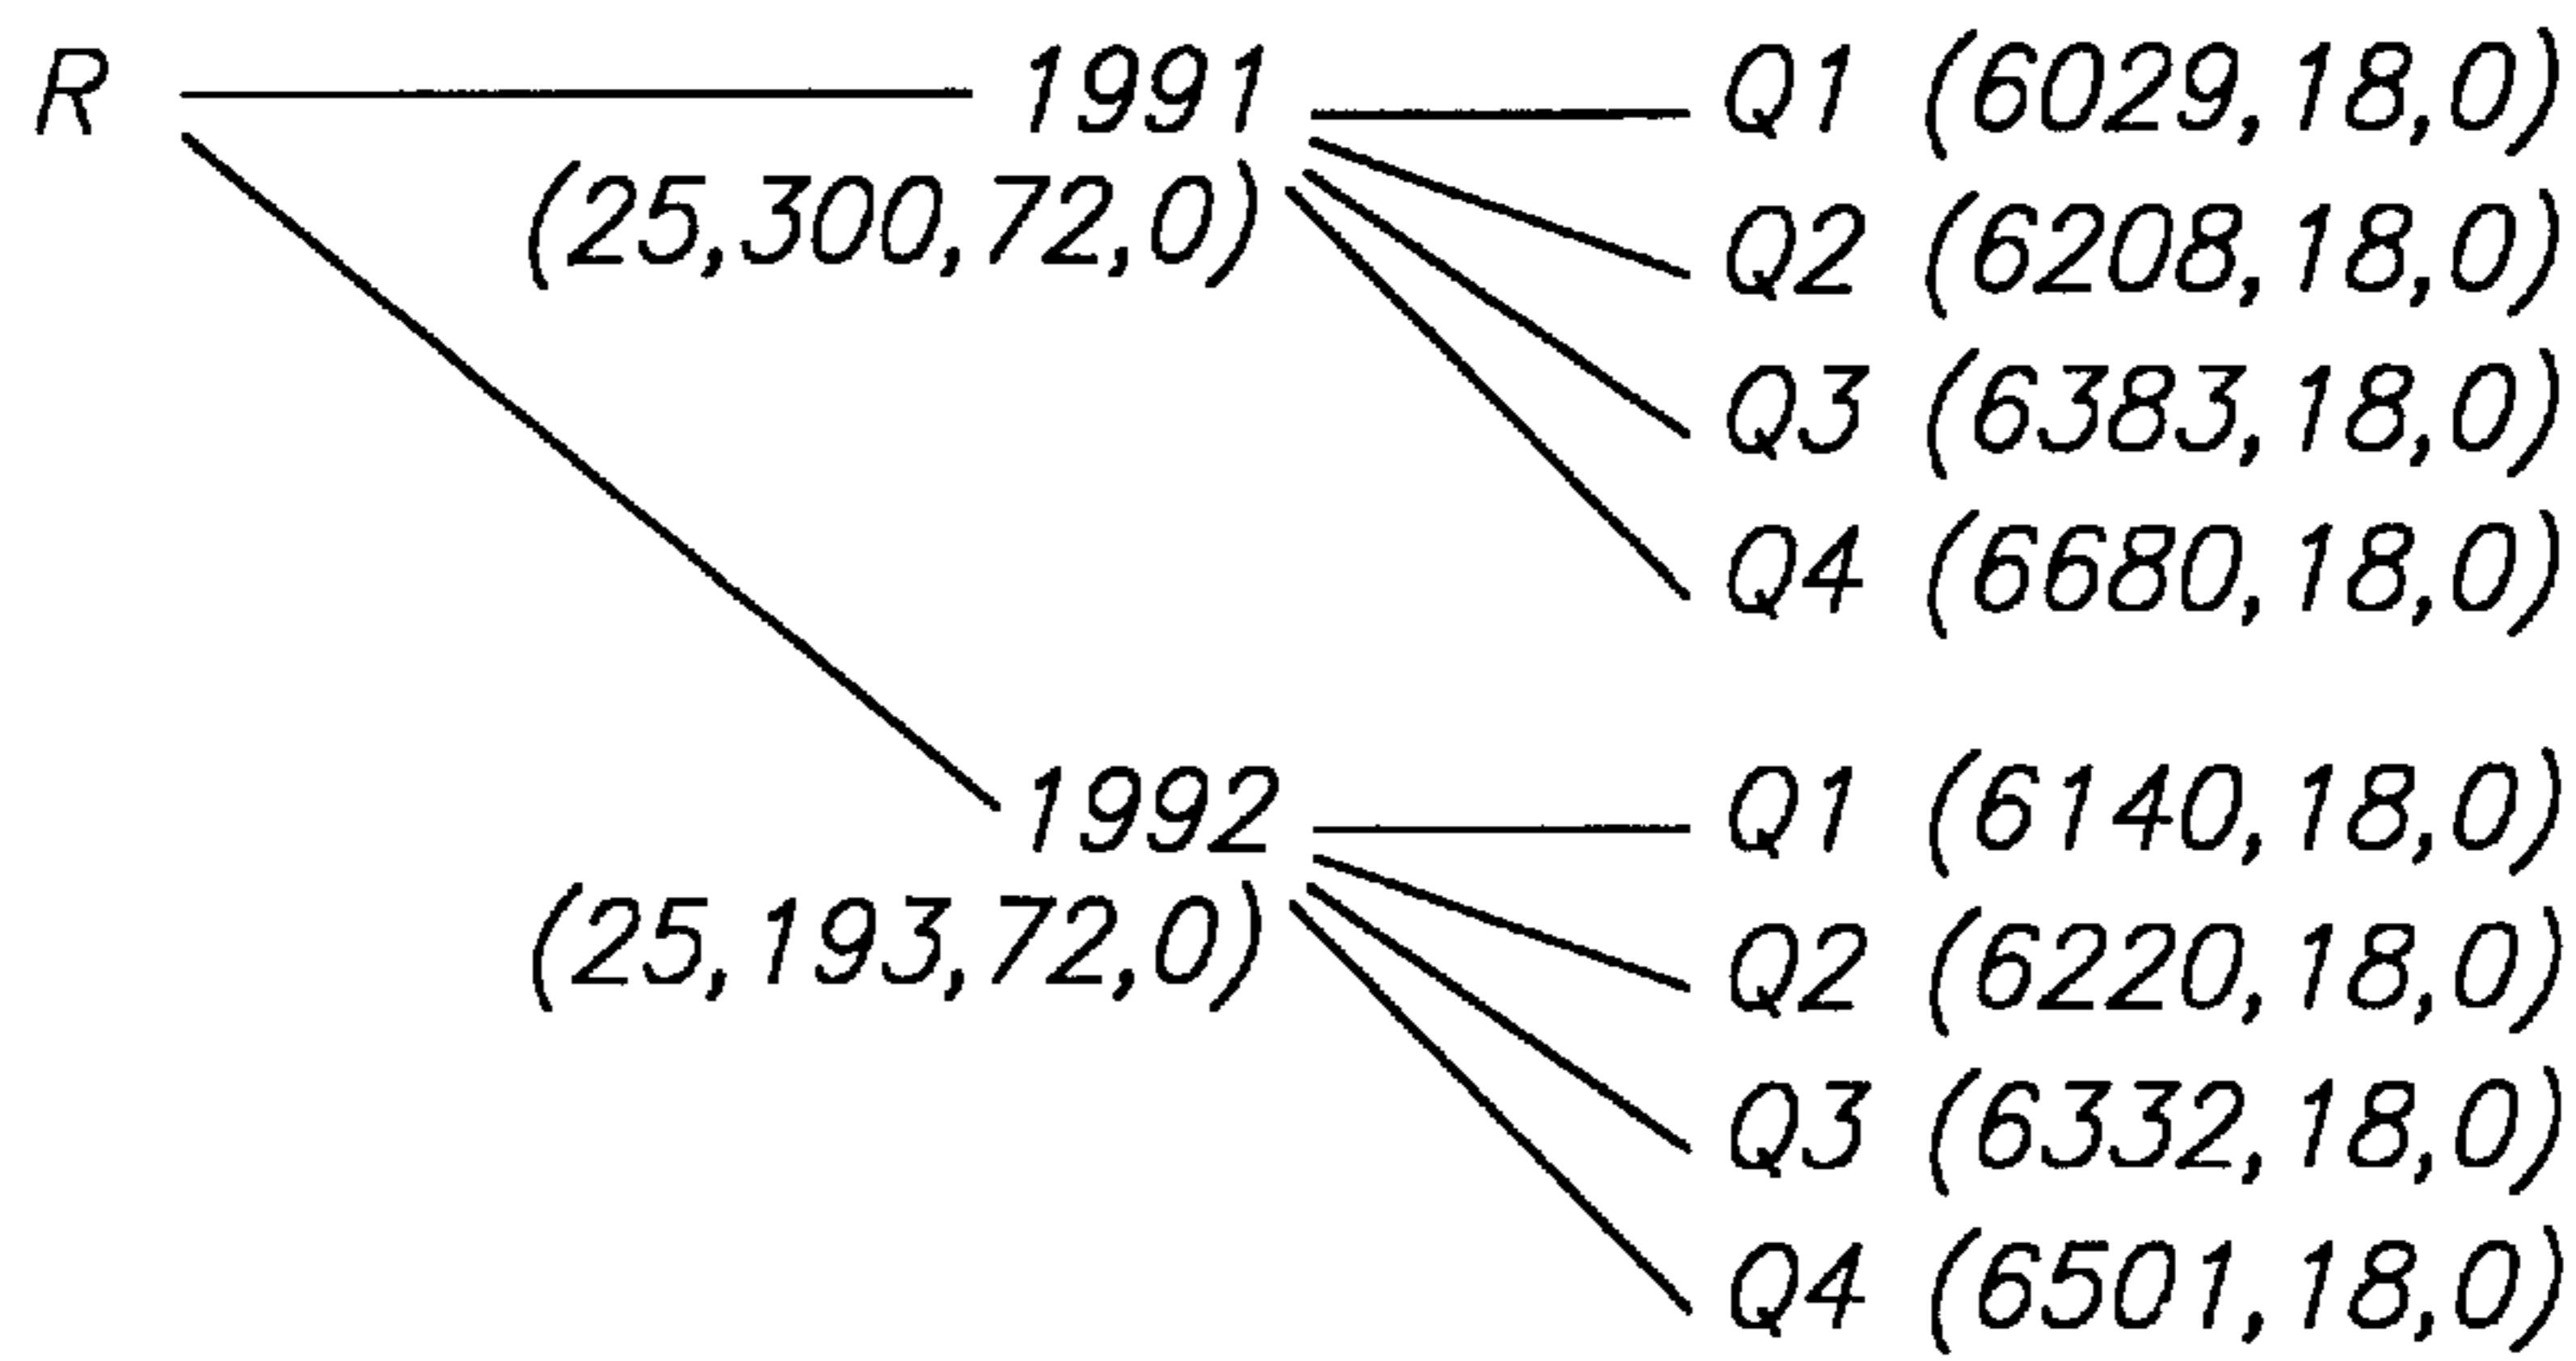 R
1991
(25,300,72,0)
Q1 (6029,18,0)
Q2 (6208,18,0)
Q3 (6383,18,0)
Q4 (6680,18,0)
1992
(25,193,72,0)
Q1 (6140,18,0)
Q2 (6220,18,0)
Q3 (6332,18,0)
Q4 (6501,18,0)